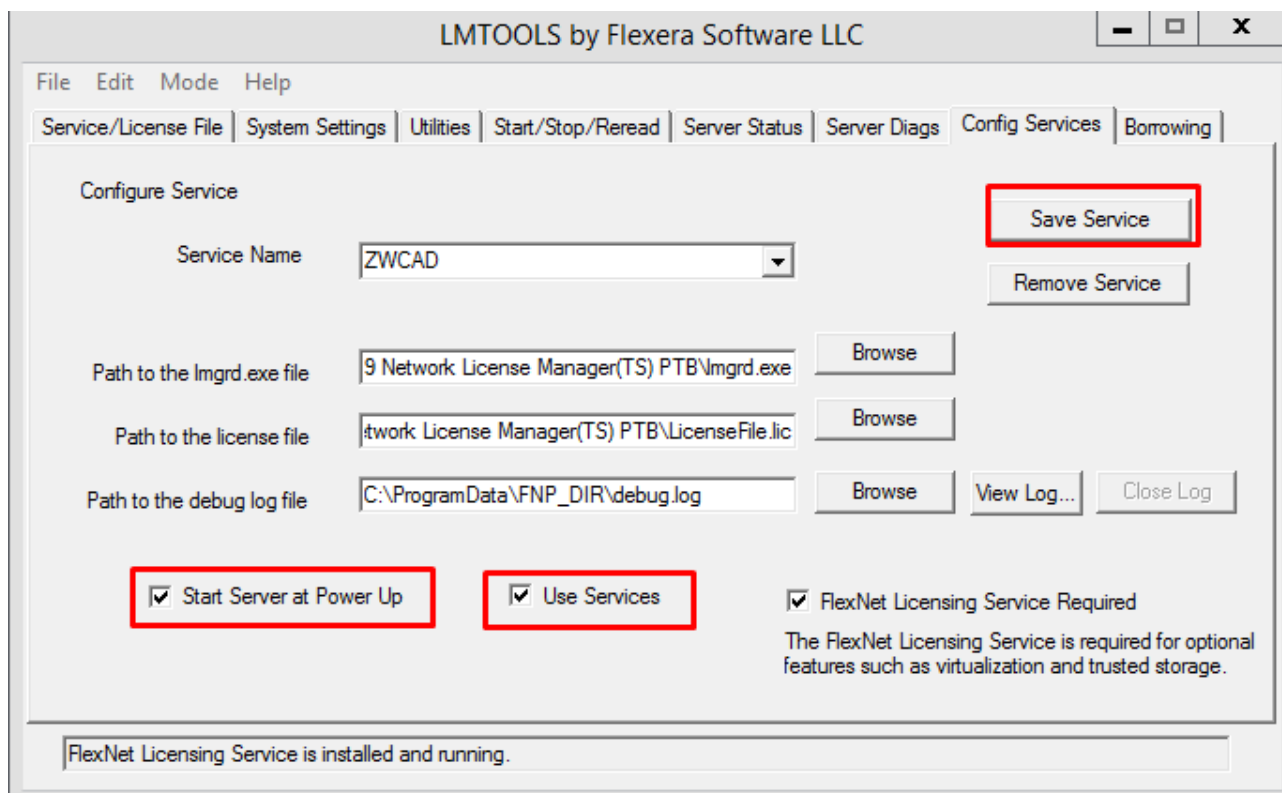 LMTOOLS by Flexera Software LLC
File Edit Mode Help
Service/License File System Settings Utilities Start/Stop/Reread Server Status Server Diags Config Services Borrowing
Configure Service
Save Service
Service Name ZWCAD
Remove Service
Path to the lmgrd.exe file 9 Network License Manager(TS) PTB\lmgrd.exe Browse
Path to the license file twork License Manager(TS) PTB\LicenseFile.lic Browse
Path to the debug log file C:\ProgramData\FNP_DIR\debug.log Browse View Log... Close Log
Start Server at Power Up Use Services FlexNet Licensing Service Required
The FlexNet Licensing Service is required for optional
features such as virtualization and trusted storage.
FlexNet Licensing Service is installed and running.